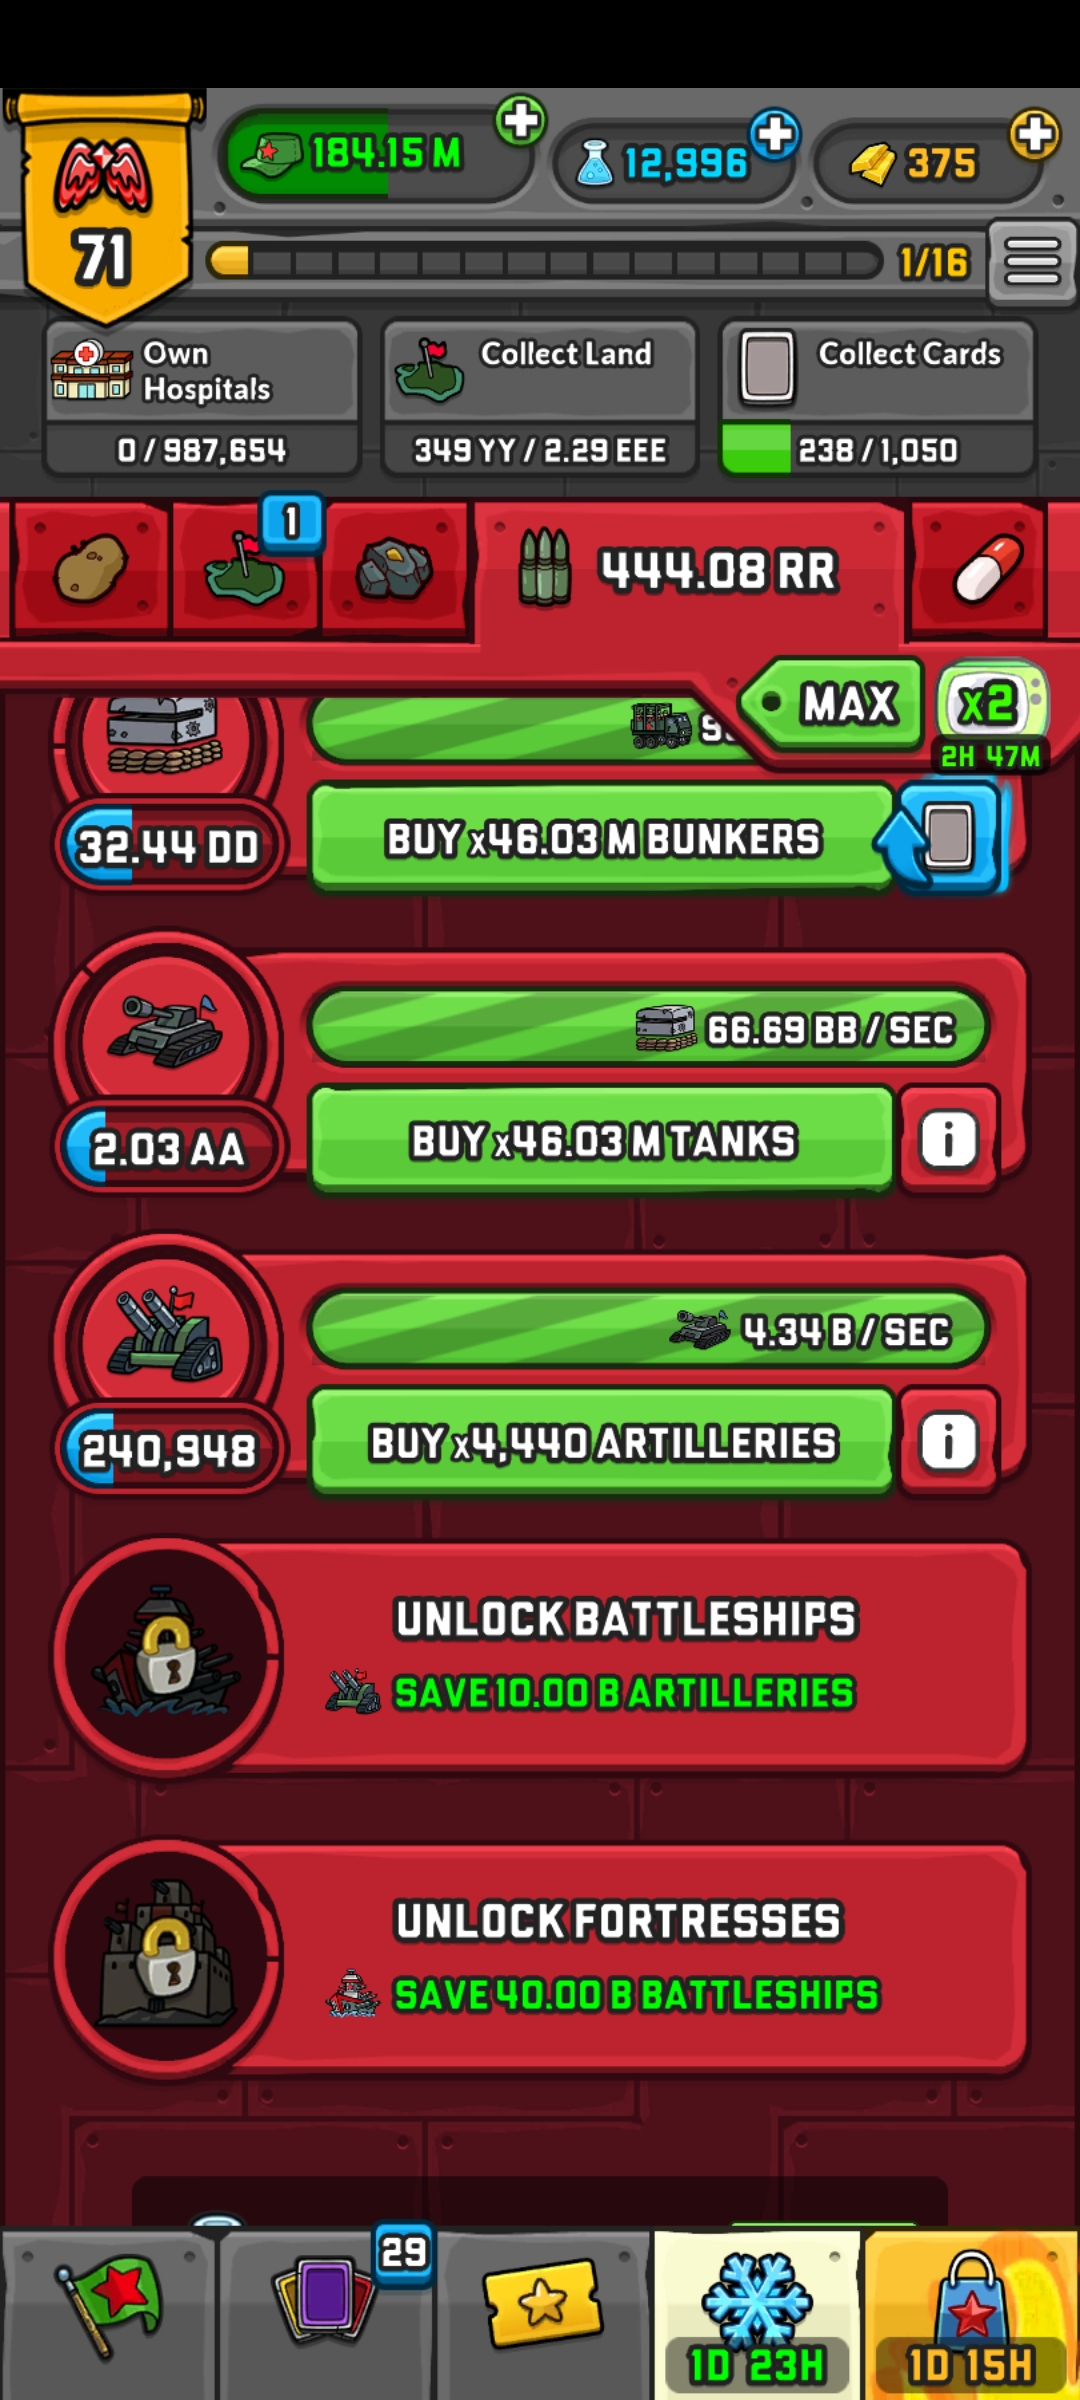 184.15 M
12,996
375
71
1/16
Own
Hospitals
0 / 987,654
Collect Land
349 YY / 2.29 EEE
Collect Cards
238 / 1,050
1
444.08 RR
MAX
x2
2H 47M
32.44 DD
BUY x46.03 M BUNKERS
66.69 BB / SEC
2.03 AA
BUY x46.03 M TANKS
i
4.34 B / SEC
240,948
BUY x4,440 ARTILLERIES
i
UNLOCK BATTLESHIPS
SAVE 10.00 B ARTILLERIES
UNLOCK FORTRESSES
SAVE 40.00 B BATTLESHIPS
29
1D 23H
1D 15H